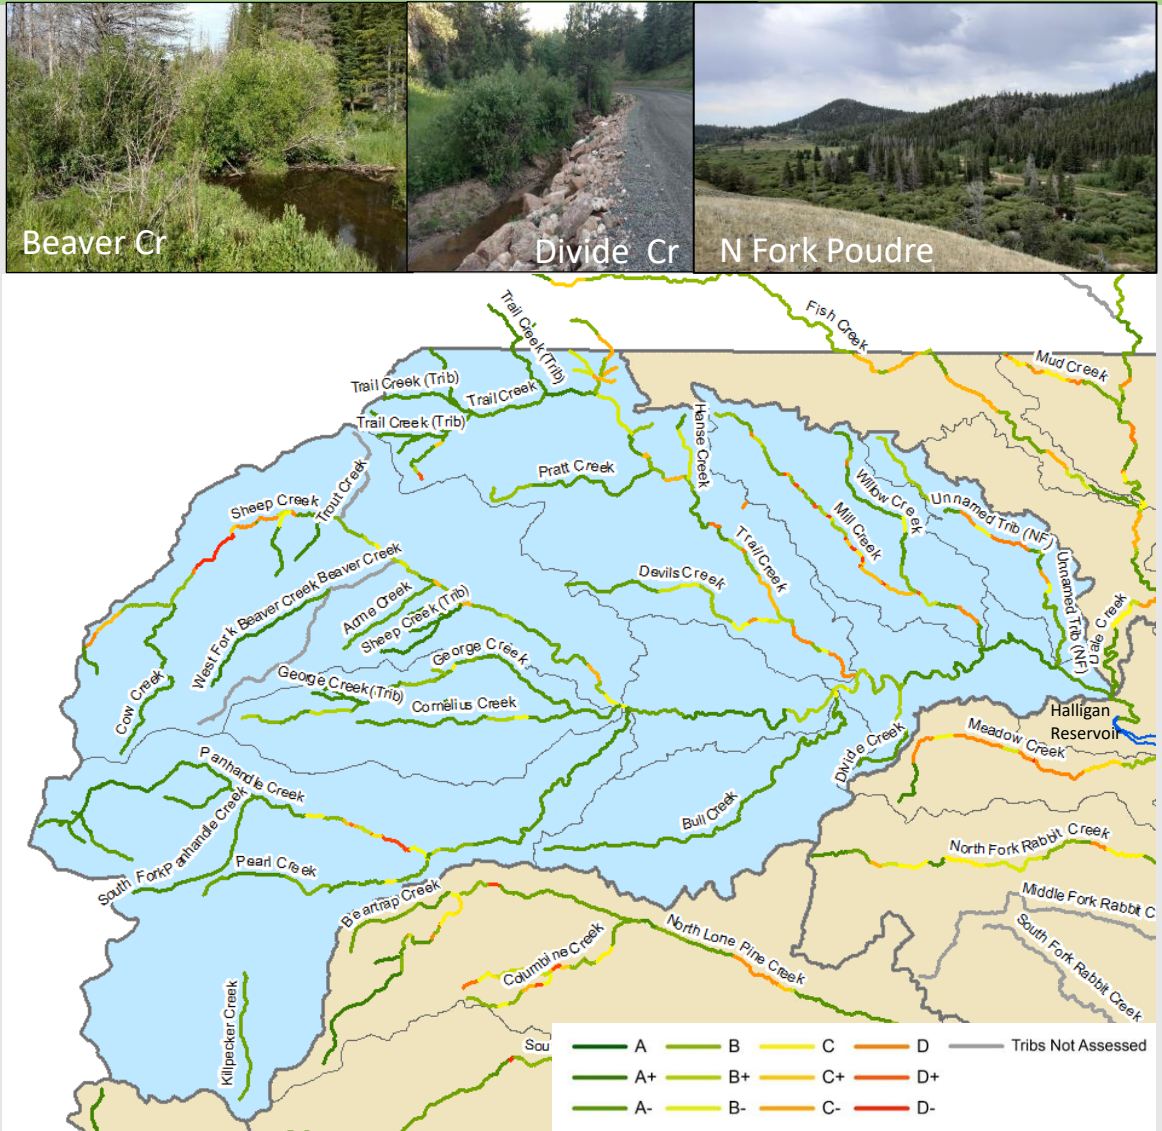 Beaver Cr
Divide Cr
N Fork Poudre
Trail Creek (Trib)
Fish Creek
Mud Creek
Trail Creek (Trib)
Trail Creek
Trail Creek (Trib)
Hanse Creek
Pratt Creek
Trout Creek
Sheep Creek
Willow Creek
Unnamed Trib (NF)
Mill Creek
Trail Creek
Beaver Creek
West Fork Beaver Creek
Devils Creek
Unnamed Trib (NF)
Acme Creek
Sheep Creek (Trib)
George Creek
George Creek (Trib)
Cornelius Creek
Cow Creek
Halligan
Reservoir
Divide Creek
Meadow Creek
Panhandle Creek
South Fork Panhandle Creek
Bull Creek
Pearl Creek
North Fork Rabbit Creek
Beartrap Creek
Middle Fork Rabbit C
South Fork Rabbit Creek
North Lone Pine Creek
Columbine Creek
Killpecker Creek
Sou
A B C D Tribs Not Assessed
A+ B+ C+ D+
A- B- C- D-